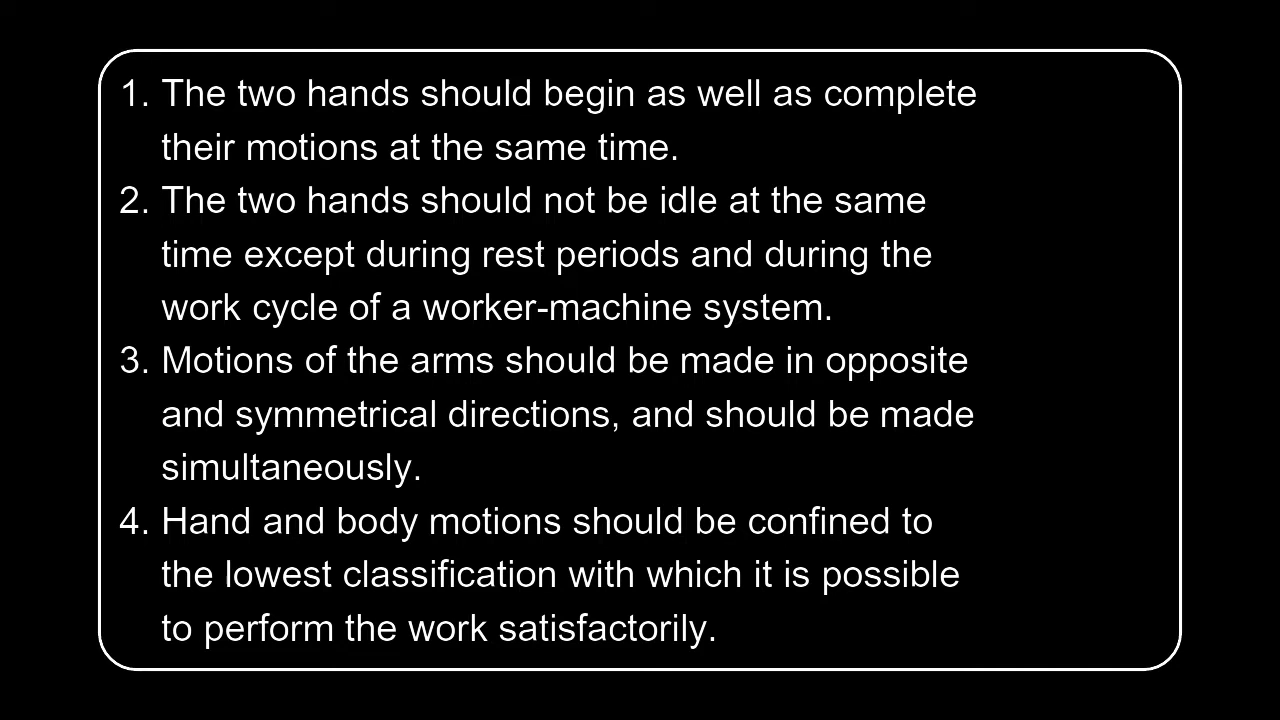 1. The two hands should begin as well as complete
their motions at the same time.
2. The two hands should not be idle at the same
time except during rest periods and during the
work cycle of a worker-machine system.
3. Motions of the arms should be made in opposite
and symmetrical directions, and should be made
simultaneously.
4. Hand and body motions should be confined to
the lowest classification with which it is possible
to perform the work satisfactorily.